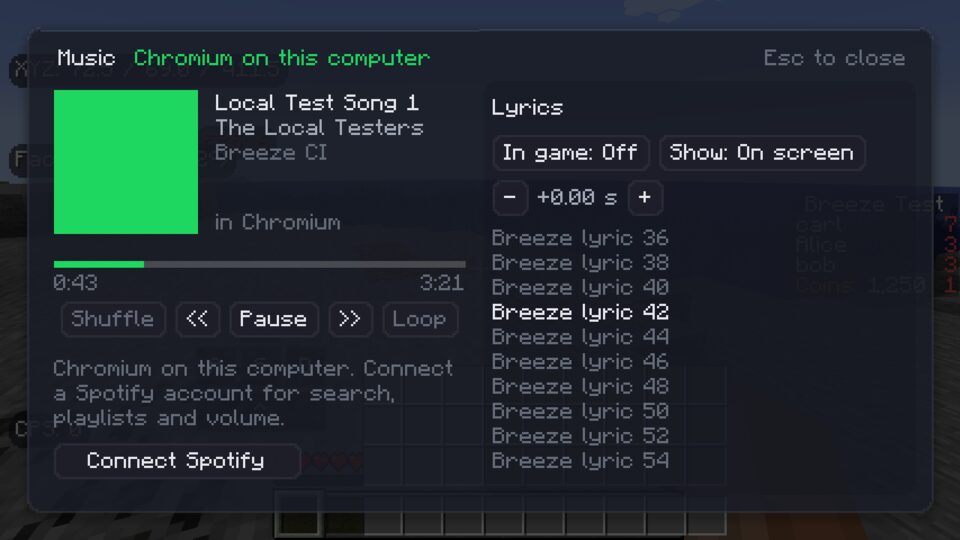 Music Chromium on this computer
Esc to close
Local Test Song 1
The Local Testers
Breeze CI
in Chromium
0:43
3:21
Shuffle
<<
Pause
>>
Loop
Chromium on this computer. Connect
a Spotify account for search,
playlists and volume.
Connect Spotify
Lyrics
In game: Off
Show: On screen
-
+0.00 s
+
Breeze lyric 36
Breeze lyric 38
Breeze lyric 40
Breeze lyric 42
Breeze lyric 44
Breeze lyric 46
Breeze lyric 48
Breeze lyric 50
Breeze lyric 52
Breeze lyric 54
Breeze Test
carl
Alice
bob
Coins: 1,250